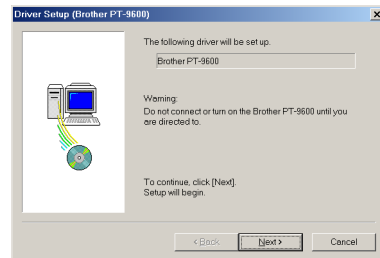 Driver Setup (Brother PT-9600)
The following driver will be set up.
Brother PT-9600
Warning:
Do not connect or turn on the Brother PT-9600 until you
are directed to.
To continue, click [Next].
Setup will begin.
< Back
Next >
Cancel